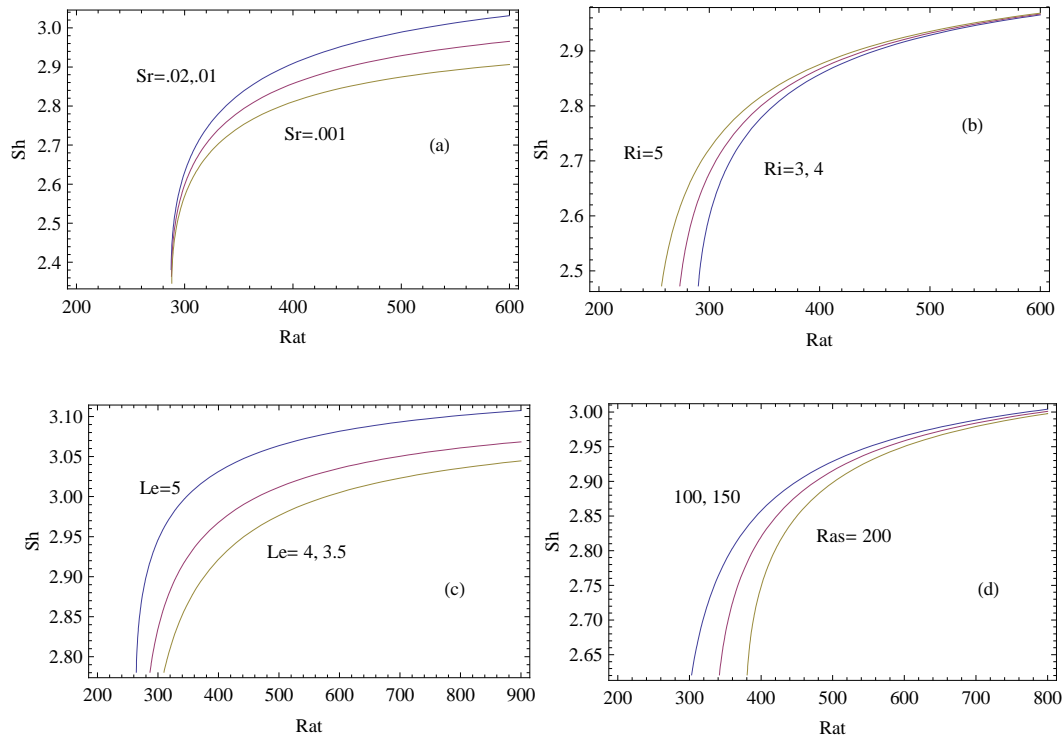 3.0
2.9
2.8
2.7
2.6
2.5
2.4
Sh
Sr=.02,.01
Sr=.001
(a)
200 300 400 500 600
Rat
2.9
2.8
2.7
2.6
2.5
Sh
Ri=5
Ri=3, 4
(b)
200 300 400 500 600
Rat
3.10
3.05
3.00
2.95
2.90
2.85
2.80
Sh
Le=5
Le= 4, 3.5
(c)
200 300 400 500 600 700 800 900
Rat
3.00
2.95
2.90
2.85
2.80
2.75
2.70
2.65
Sh
100, 150
Ras= 200
(d)
200 300 400 500 600 700 800
Rat